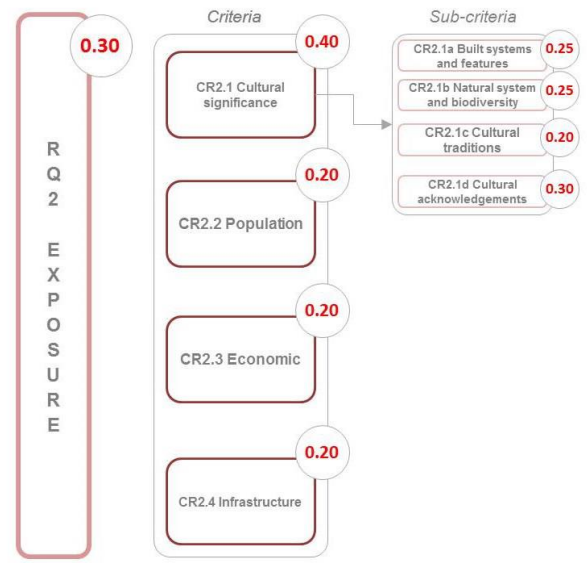 0.30
RQ2 EXPOSURE
Criteria
0.40
CR2.1 Cultural
significance
0.20
CR2.2 Population
0.20
CR2.3 Economic
0.20
CR2.4 Infrastructure
Sub-criteria
CR2.1a Built systems
and features
0.25
CR2.1b Natural system
and biodiversity
0.25
CR2.1c Cultural
traditions
0.20
CR2.1d Cultural
acknowledgements
0.30